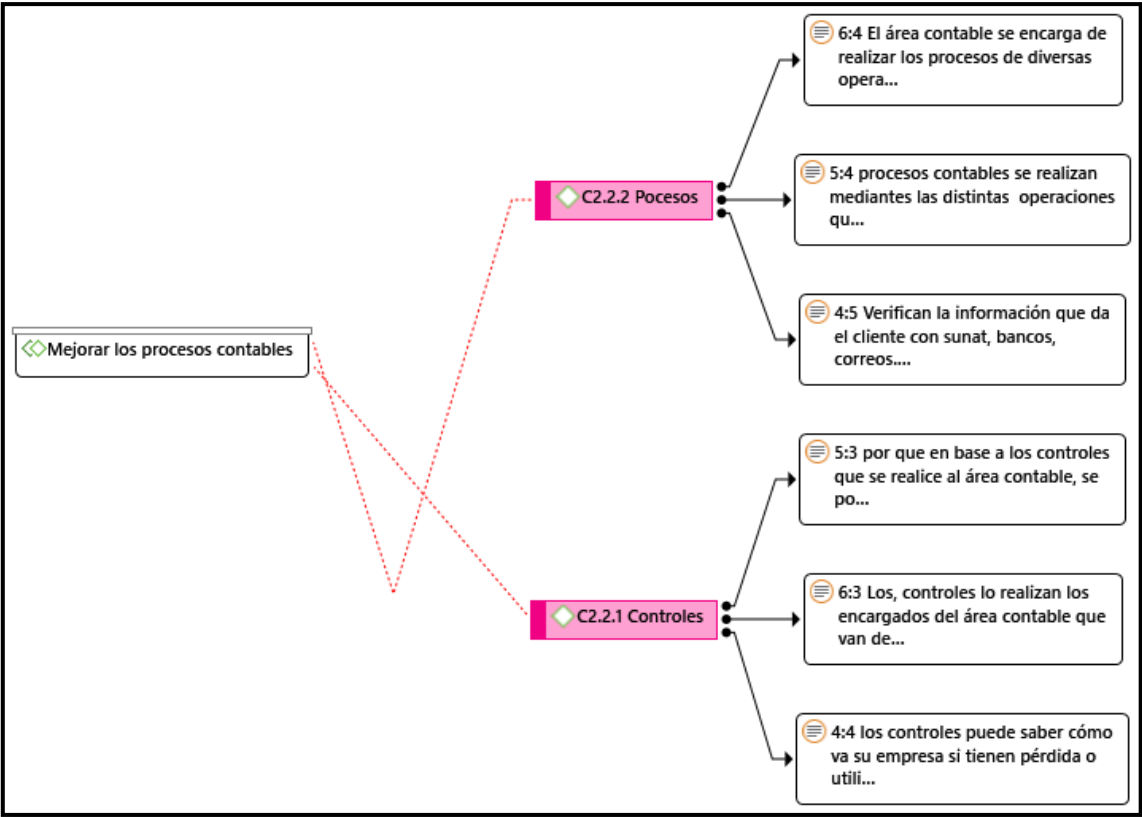 Mejorar los procesos contables
C2.2.2 Pocesos
6:4 El área contable se encarga de
realizar los procesos de diversas
opera...
5:4 procesos contables se realizan
mediantes las distintas operaciones
qu...
4:5 Verifican la información que da
el cliente con sunat, bancos,
correos....
C2.2.1 Controles
5:3 por que en base a los controles
que se realice al área contable, se
po...
6:3 Los, controles lo realizan los
encargados del área contable que
van de...
4:4 los controles puede saber cómo
va su empresa si tienen pérdida o
utili...